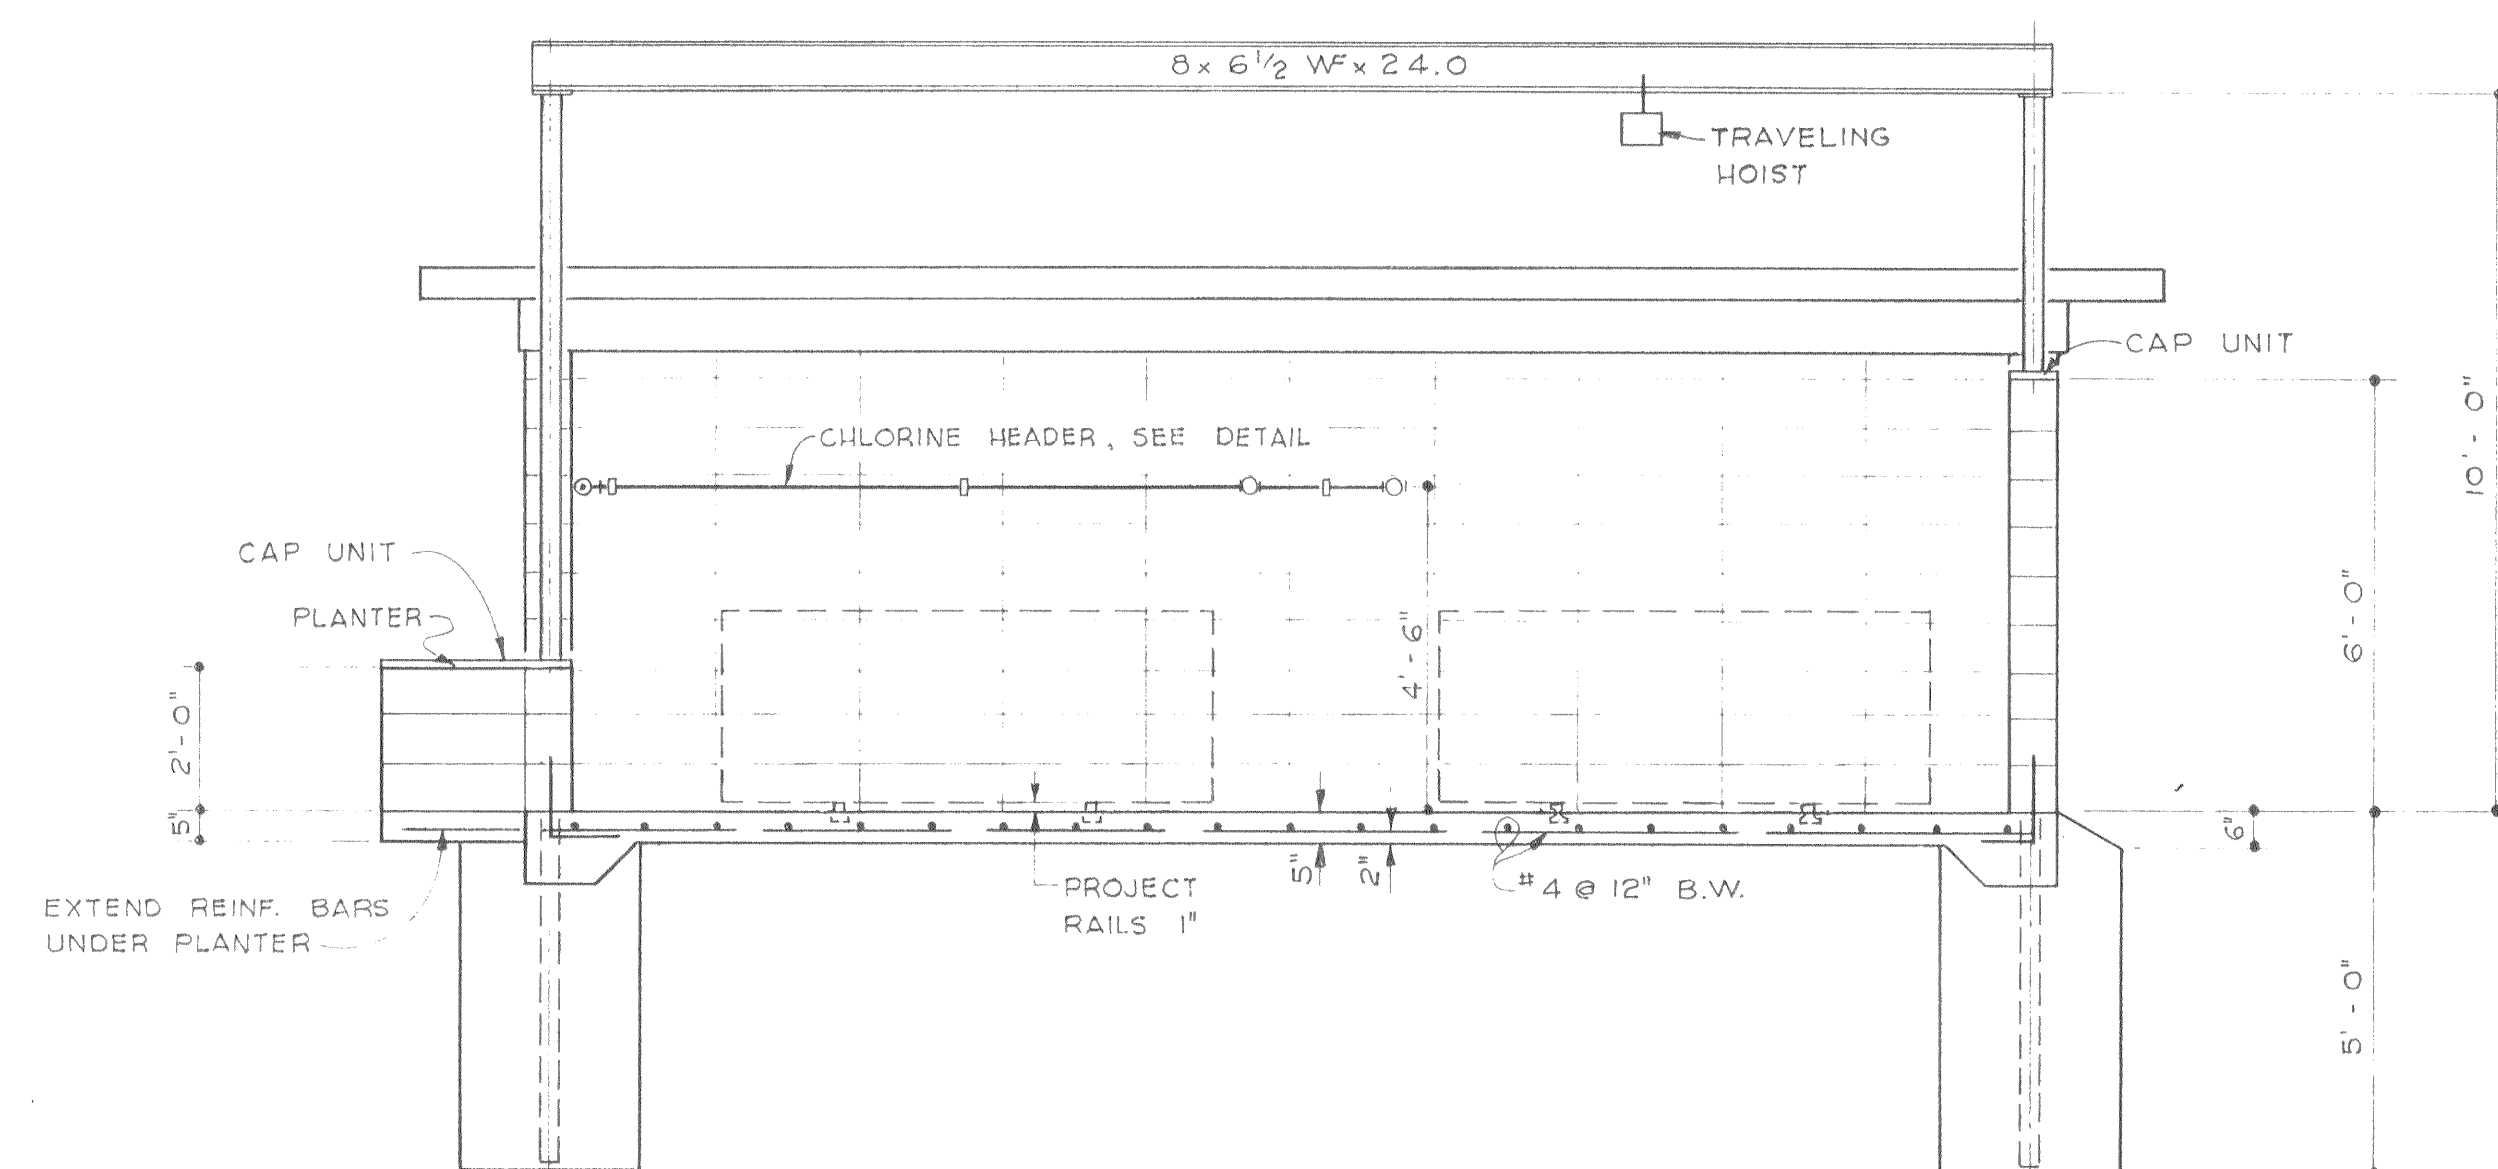 8 x 6 1/2 WF x 24.0
TRAVELING
HOIST
CAP UNIT
10'-0"
CHLORINE HEADER, SEE DETAIL
CAP UNIT
PLANTER
6'-0"
4'-6"
2'-0"
5"
6"
5"
2"
PROJECT
RAILS 1"
#4 @ 12" B.W.
EXTEND REINF. BARS
UNDER PLANTER
5'-0"